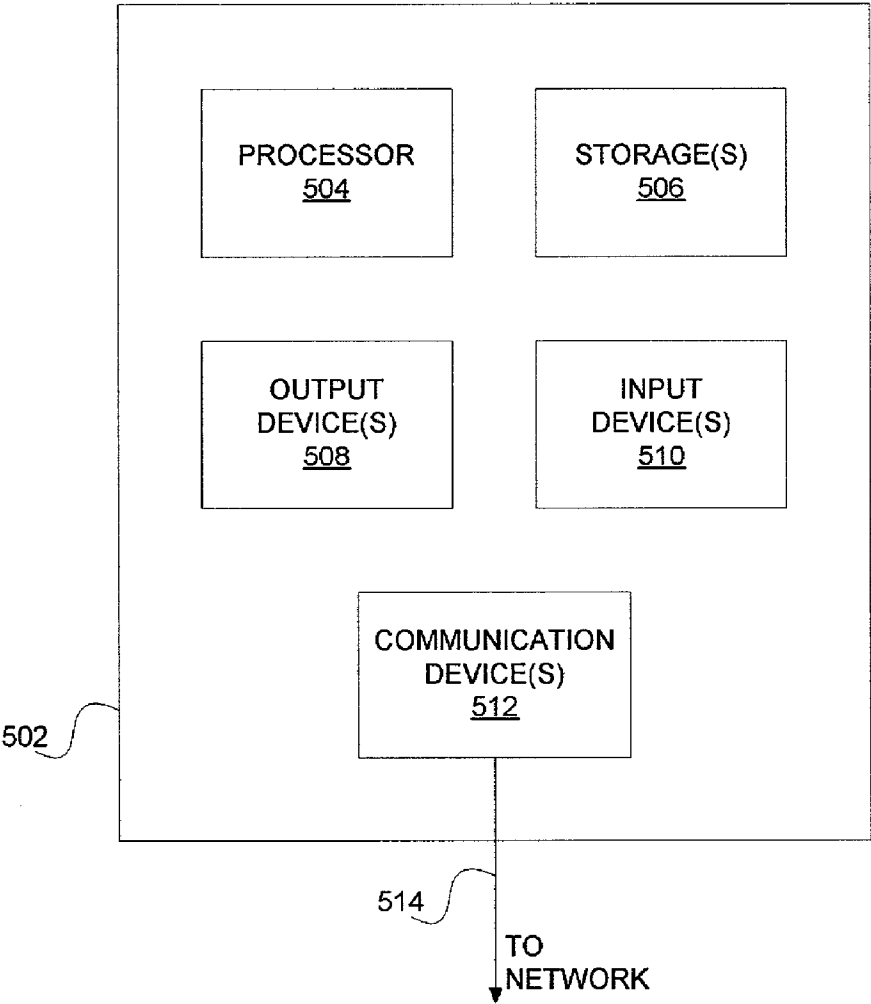 PROCESSOR
504
STORAGE(S)
506
OUTPUT
DEVICE(S)
508
INPUT
DEVICE(S)
510
COMMUNICATION
DEVICE(S)
512
502
514
TO
NETWORK